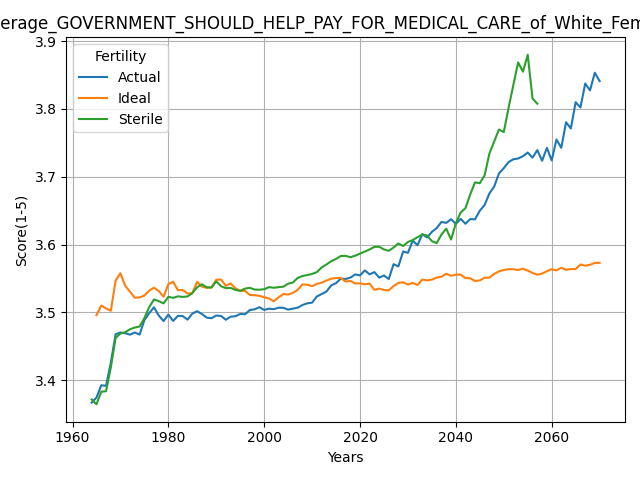 erage_GOVERNMENT_SHOULD_HELP_PAY_FOR_MEDICAL_CARE_of_White_Fem
3.9
3.8
3.7
3.6
3.5
3.4
Score(1-5)
Fertility
Actual
Ideal
Sterile
1960 1980 2000 2020 2040 2060
Years